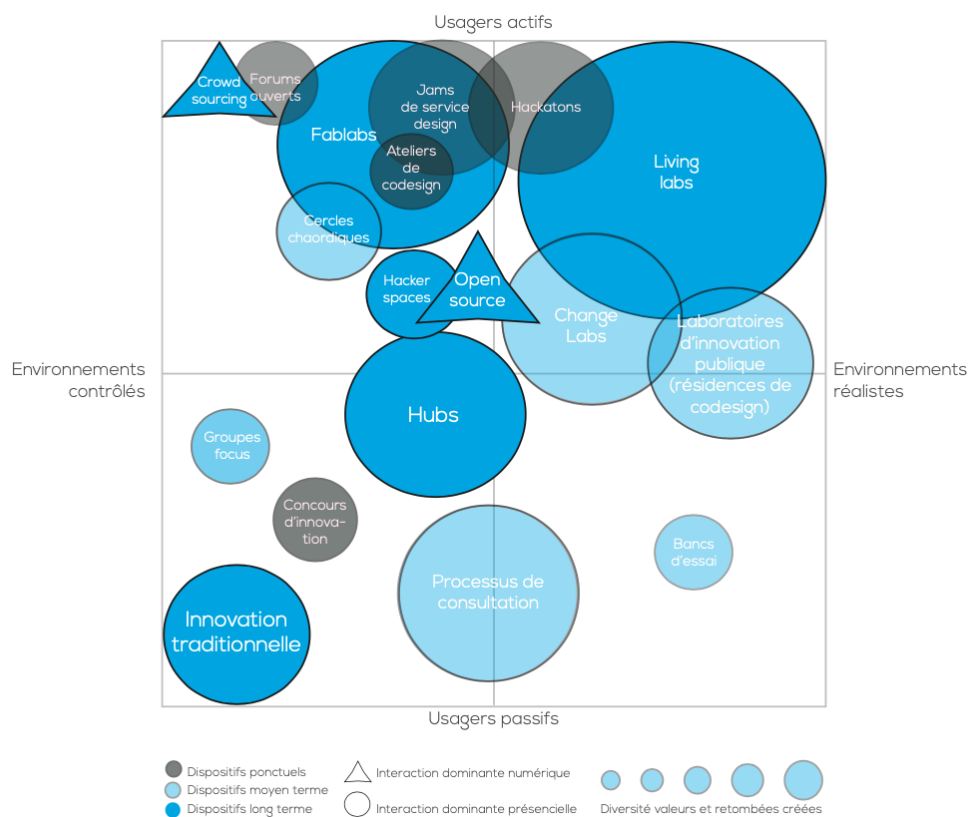 Usagers actifs
Crowd
sourcing
Forums
ouverts
Jams
de service
design
Hackatons
Fablabs
Ateliers
de
codesign
Living
labs
Cercles
chaordiques
Hacker
spaces
Open
source
Change
Labs
Laboratoires
d'innovation
publique
(résidences de
codesign)
Environnements
contrôlés
Environnements
réalistes
Hubs
Groupes
focus
Concours
d'innova-
tion
Bancs
d'essai
Processus de
consultation
Innovation
traditionnelle
Usagers passifs
Dispositifs ponctuels
Dispositifs moyen terme
Dispositifs long terme
Interaction dominante numérique
Interaction dominante présencielle
Diversité valeurs et retombées créées